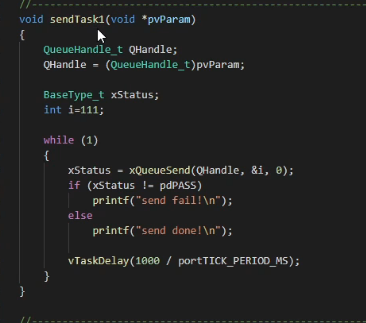 //--------------------------------------------------
void sendTask1(void *pvParam)
{
    QueueHandle_t QHandle;
    QHandle = (QueueHandle_t)pvParam;

    BaseType_t xStatus;
    int i=111;

    while (1)
    {
        xStatus = xQueueSend(QHandle, &i, 0);
        if (xStatus != pdPASS)
            printf("send fail!\n");
        else
            printf("send done!\n");

        vTaskDelay(1000 / portTICK_PERIOD_MS);
    }
}

//--------------------------------------------------